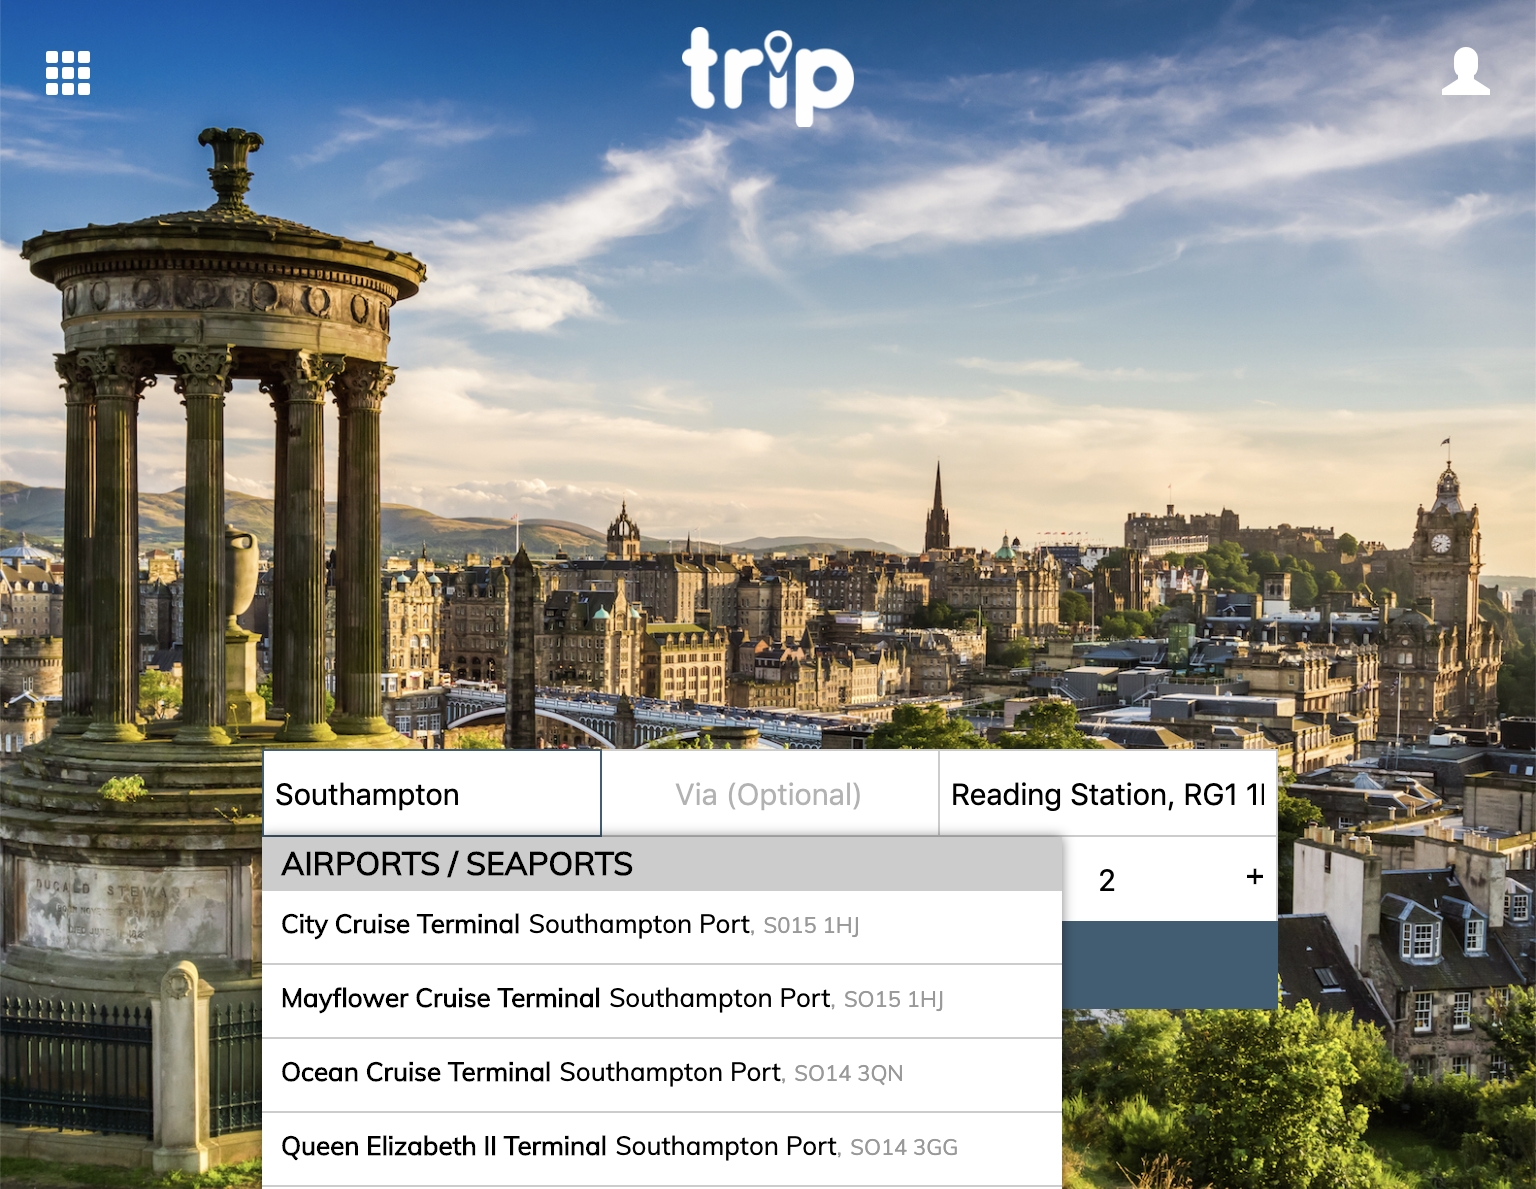 trip
Southampton
Via (Optional)
Reading Station, RG1 1
AIRPORTS / SEAPORTS
2
+
City Cruise Terminal Southampton Port, S015 1HJ
Mayflower Cruise Terminal Southampton Port, SO15 1HJ
Ocean Cruise Terminal Southampton Port, SO14 3QN
Queen Elizabeth II Terminal Southampton Port, SO14 3GG
DUGALD STEWART